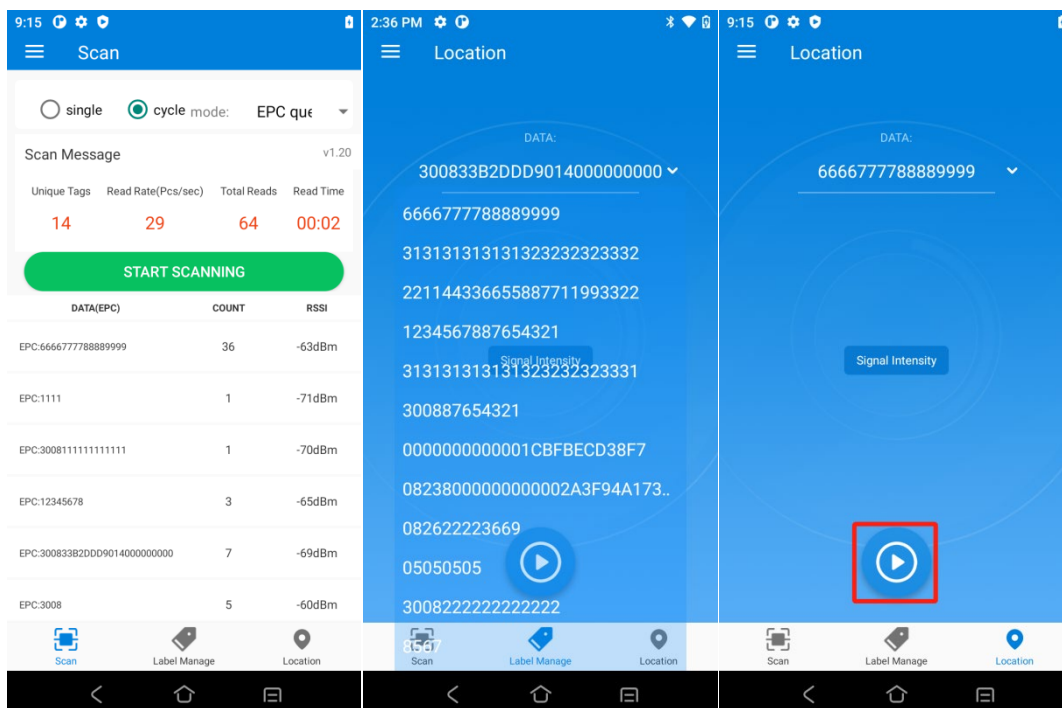 9:15
Scan
single cycle mode: EPC que
Scan Message v1.20
Unique Tags Read Rate(Pcs/sec) Total Reads Read Time
14 29 64 00:02
START SCANNING
DATA(EPC) COUNT RSSI
EPC:6666777788889999 36 -63dBm
EPC:1111 1 -71dBm
EPC:3008111111111111 1 -70dBm
EPC:12345678 3 -65dBm
EPC:300833B2DDD9014000000000 7 -69dBm
EPC:3008 5 -60dBm
Scan Label Manage Location
2:36 PM
Location
DATA:
300833B2DDD9014000000000
6666777788889999
313131313131323232323332
221144336655887711993322
1234567887654321
Signal Intensity
313131313131323232323331
300887654321
0000000000001CBFBECD38F7
08238000000000002A3F94A173..
082622223669
05050505
3008222222222222
8567
Scan Label Manage Location
9:15
Location
DATA:
6666777788889999
Signal Intensity
Scan Label Manage Location